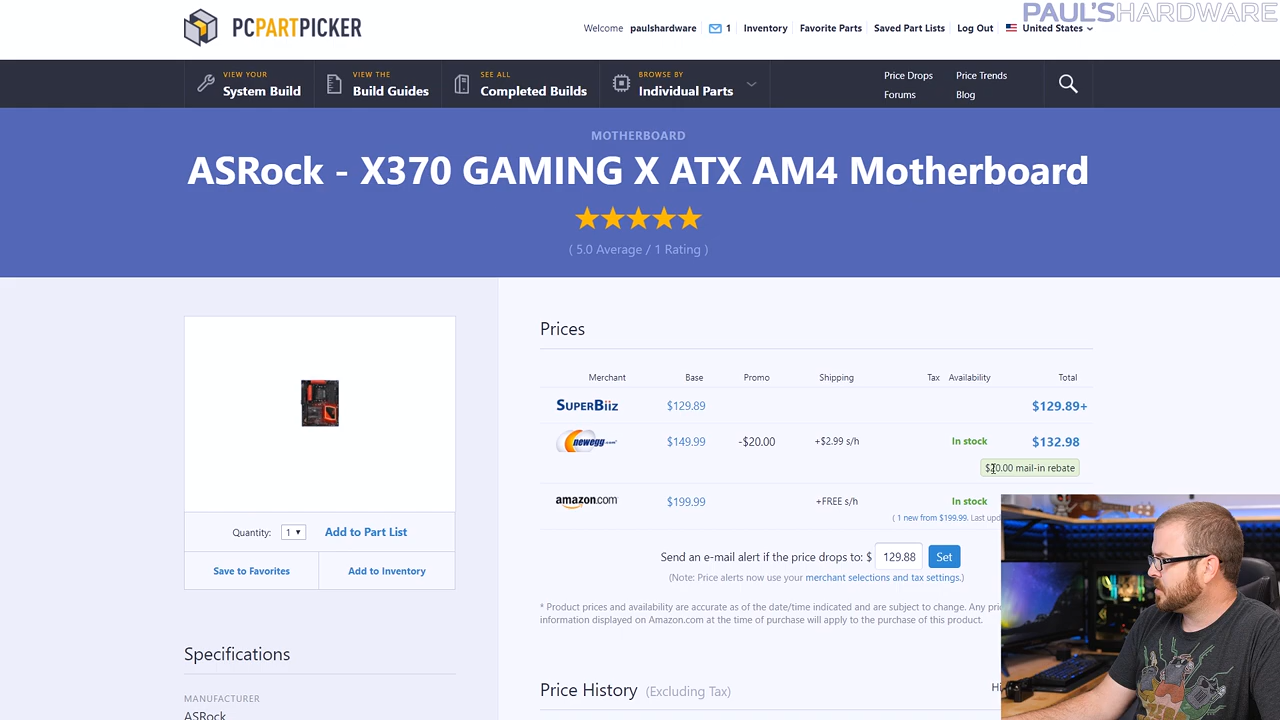 PAUL'SHARDWARE
PCPARTPICKER
Welcome paulshardware 1 Inventory Favorite Parts Saved Part Lists Log Out United States
VIEW YOUR
System Build
VIEW THE
Build Guides
SEE ALL
Completed Builds
BROWSE BY
Individual Parts
Price Drops Price Trends
Forums Blog
MOTHERBOARD
ASRock - X370 GAMING X ATX AM4 Motherboard
( 5.0 Average / 1 Rating )
Prices
Merchant Base Promo Shipping Tax Availability Total
SUPERBiiz $129.89 $129.89+
newegg.com $149.99 -$20.00 +$2.99 s/h In stock $132.98
$20.00 mail-in rebate
amazon.com $199.99 +FREE s/h In stock
( 1 new from $199.99. Last
Send an e-mail alert if the price drops to: $ 129.88 Set
(Note: Price alerts now use your merchant selections and tax settings.)
* Product prices and availability are accurate as of the date/time indicated and are subject to change. Any
information displayed on Amazon.com at the time of purchase will apply to the purchase of this product.
Quantity: 1 Add to Part List
Save to Favorites Add to Inventory
Specifications
MANUFACTURER
ASRock
Price History (Excluding Tax)